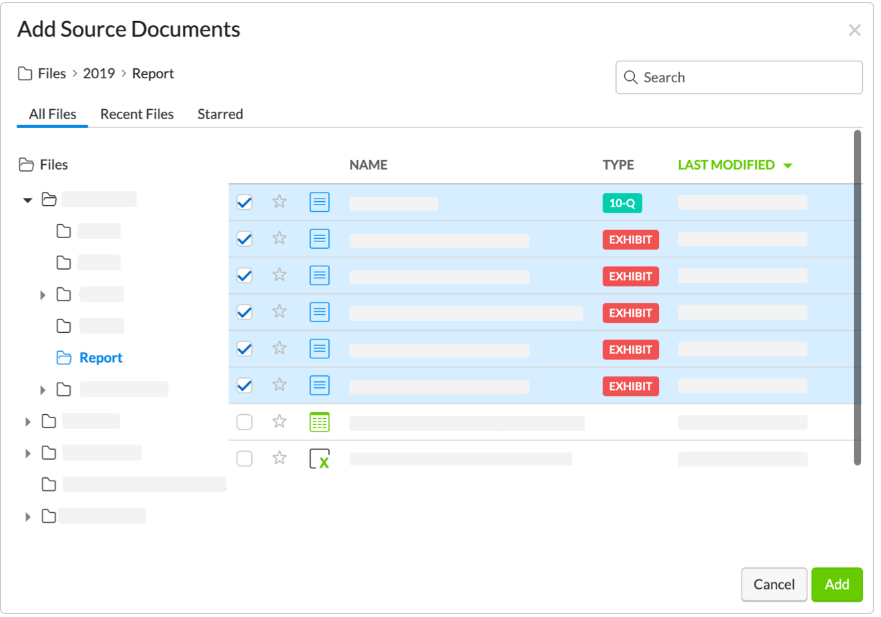 Add Source Documents
Files > 2019 > Report
Search
All Files Recent Files Starred
Files
NAME TYPE LAST MODIFIED
10-Q
EXHIBIT
EXHIBIT
EXHIBIT
EXHIBIT
Report
EXHIBIT
Cancel Add